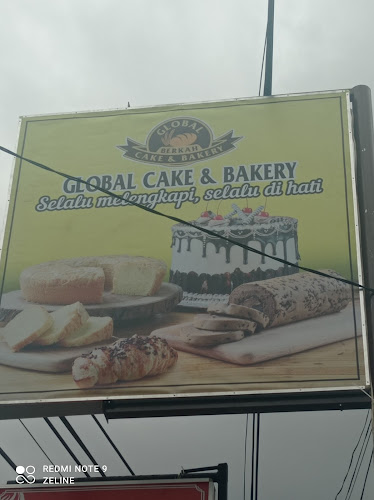 GLOBAL
BERKAH
CAKE & BAKERY
GLOBAL CAKE & BAKERY
Selalu melengkapi, selalu di hati
REDMI NOTE 9
ZELINE